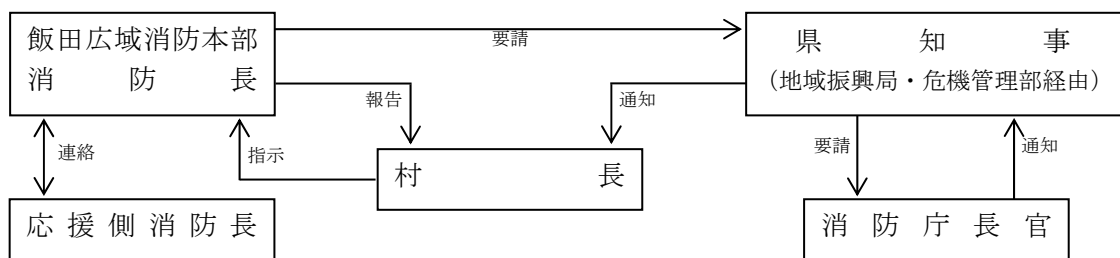 飯田広域消防本部
消防長
要請
県知事
（地域振興局・危機管理部経由）
報告
通知
連絡
指示
村長
要請
通知
応援側消防長
消防庁長官